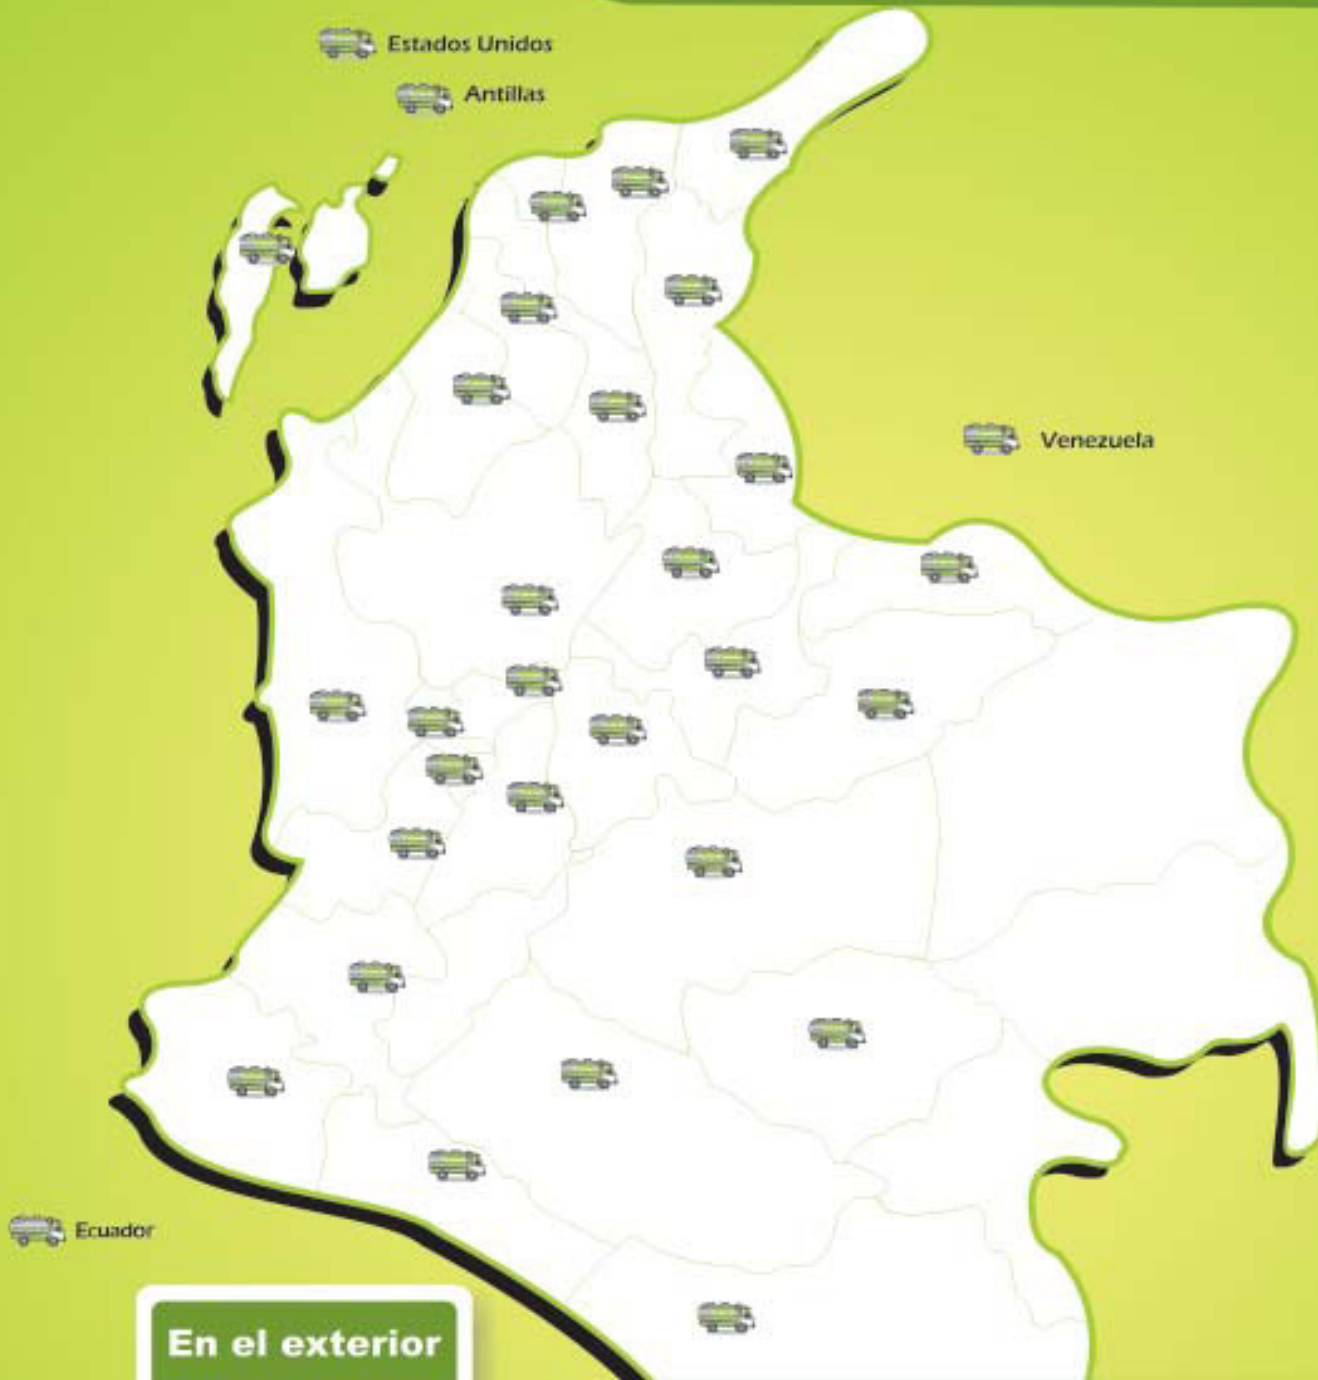 Estados Unidos
Antillas
Venezuela
Ecuador
En el exterior